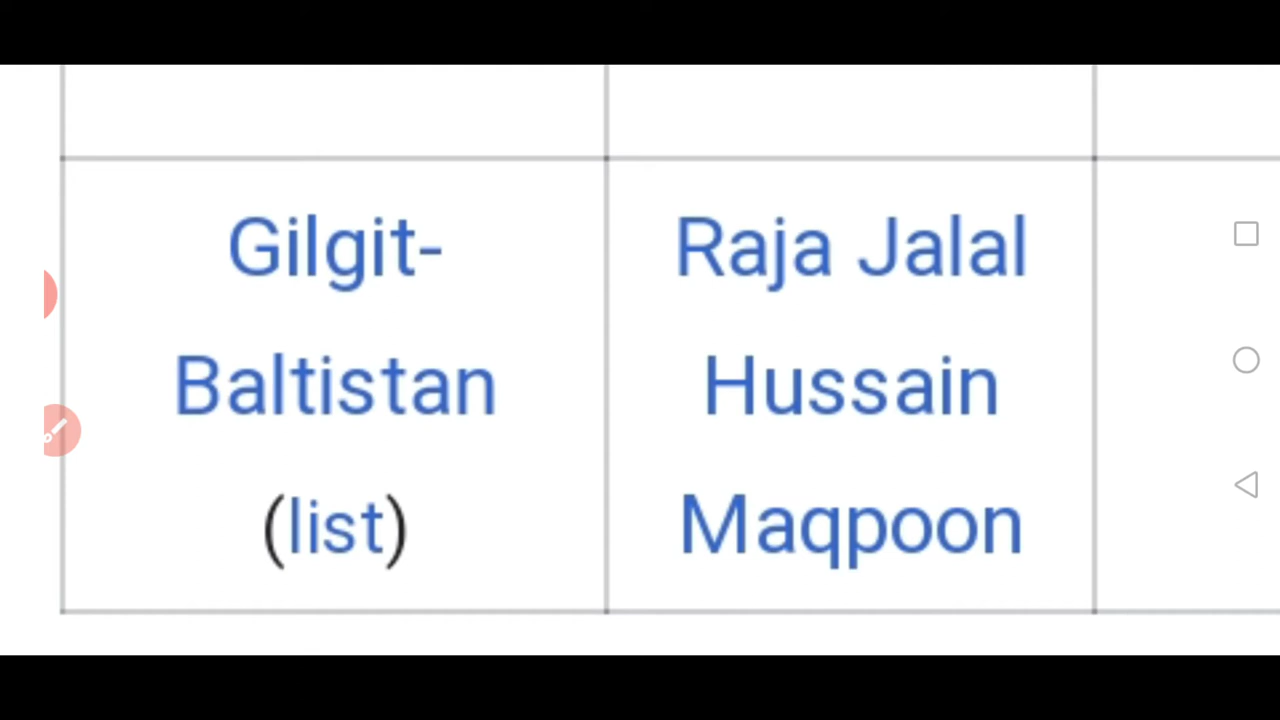 Gilgit-
Baltistan
(list)
Raja Jalal
Hussain
Maqpoon